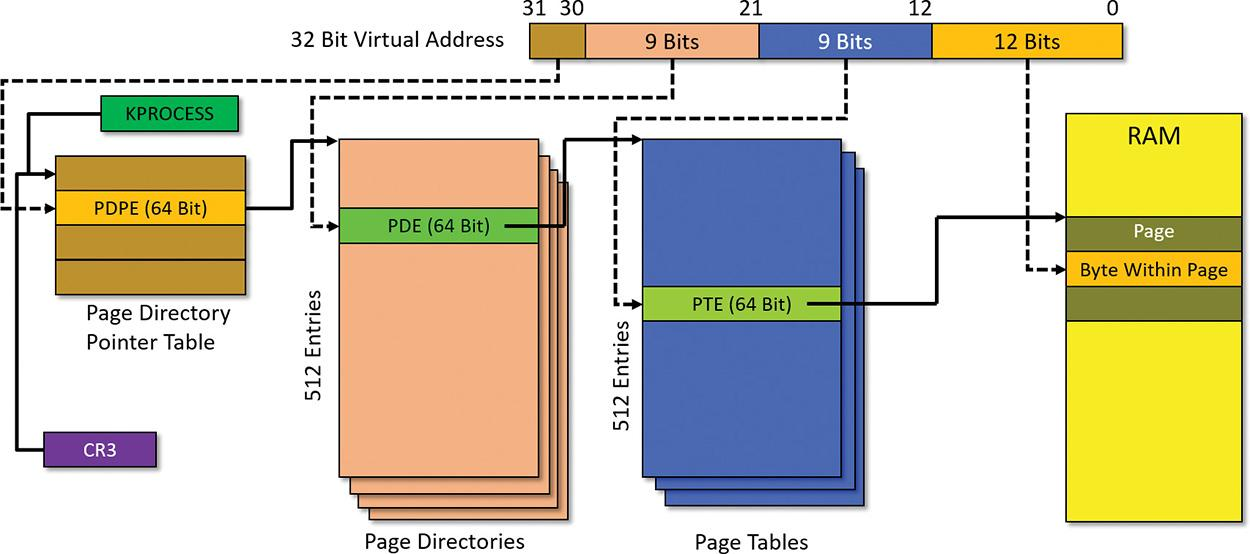 31 30 21 12 0
32 Bit Virtual Address
9 Bits
9 Bits
12 Bits
KPROCESS
PDPE (64 Bit)
Page Directory
Pointer Table
CR3
PDE (64 Bit)
512 Entries
Page Directories
PTE (64 Bit)
512 Entries
Page Tables
RAM
Page
Byte Within Page